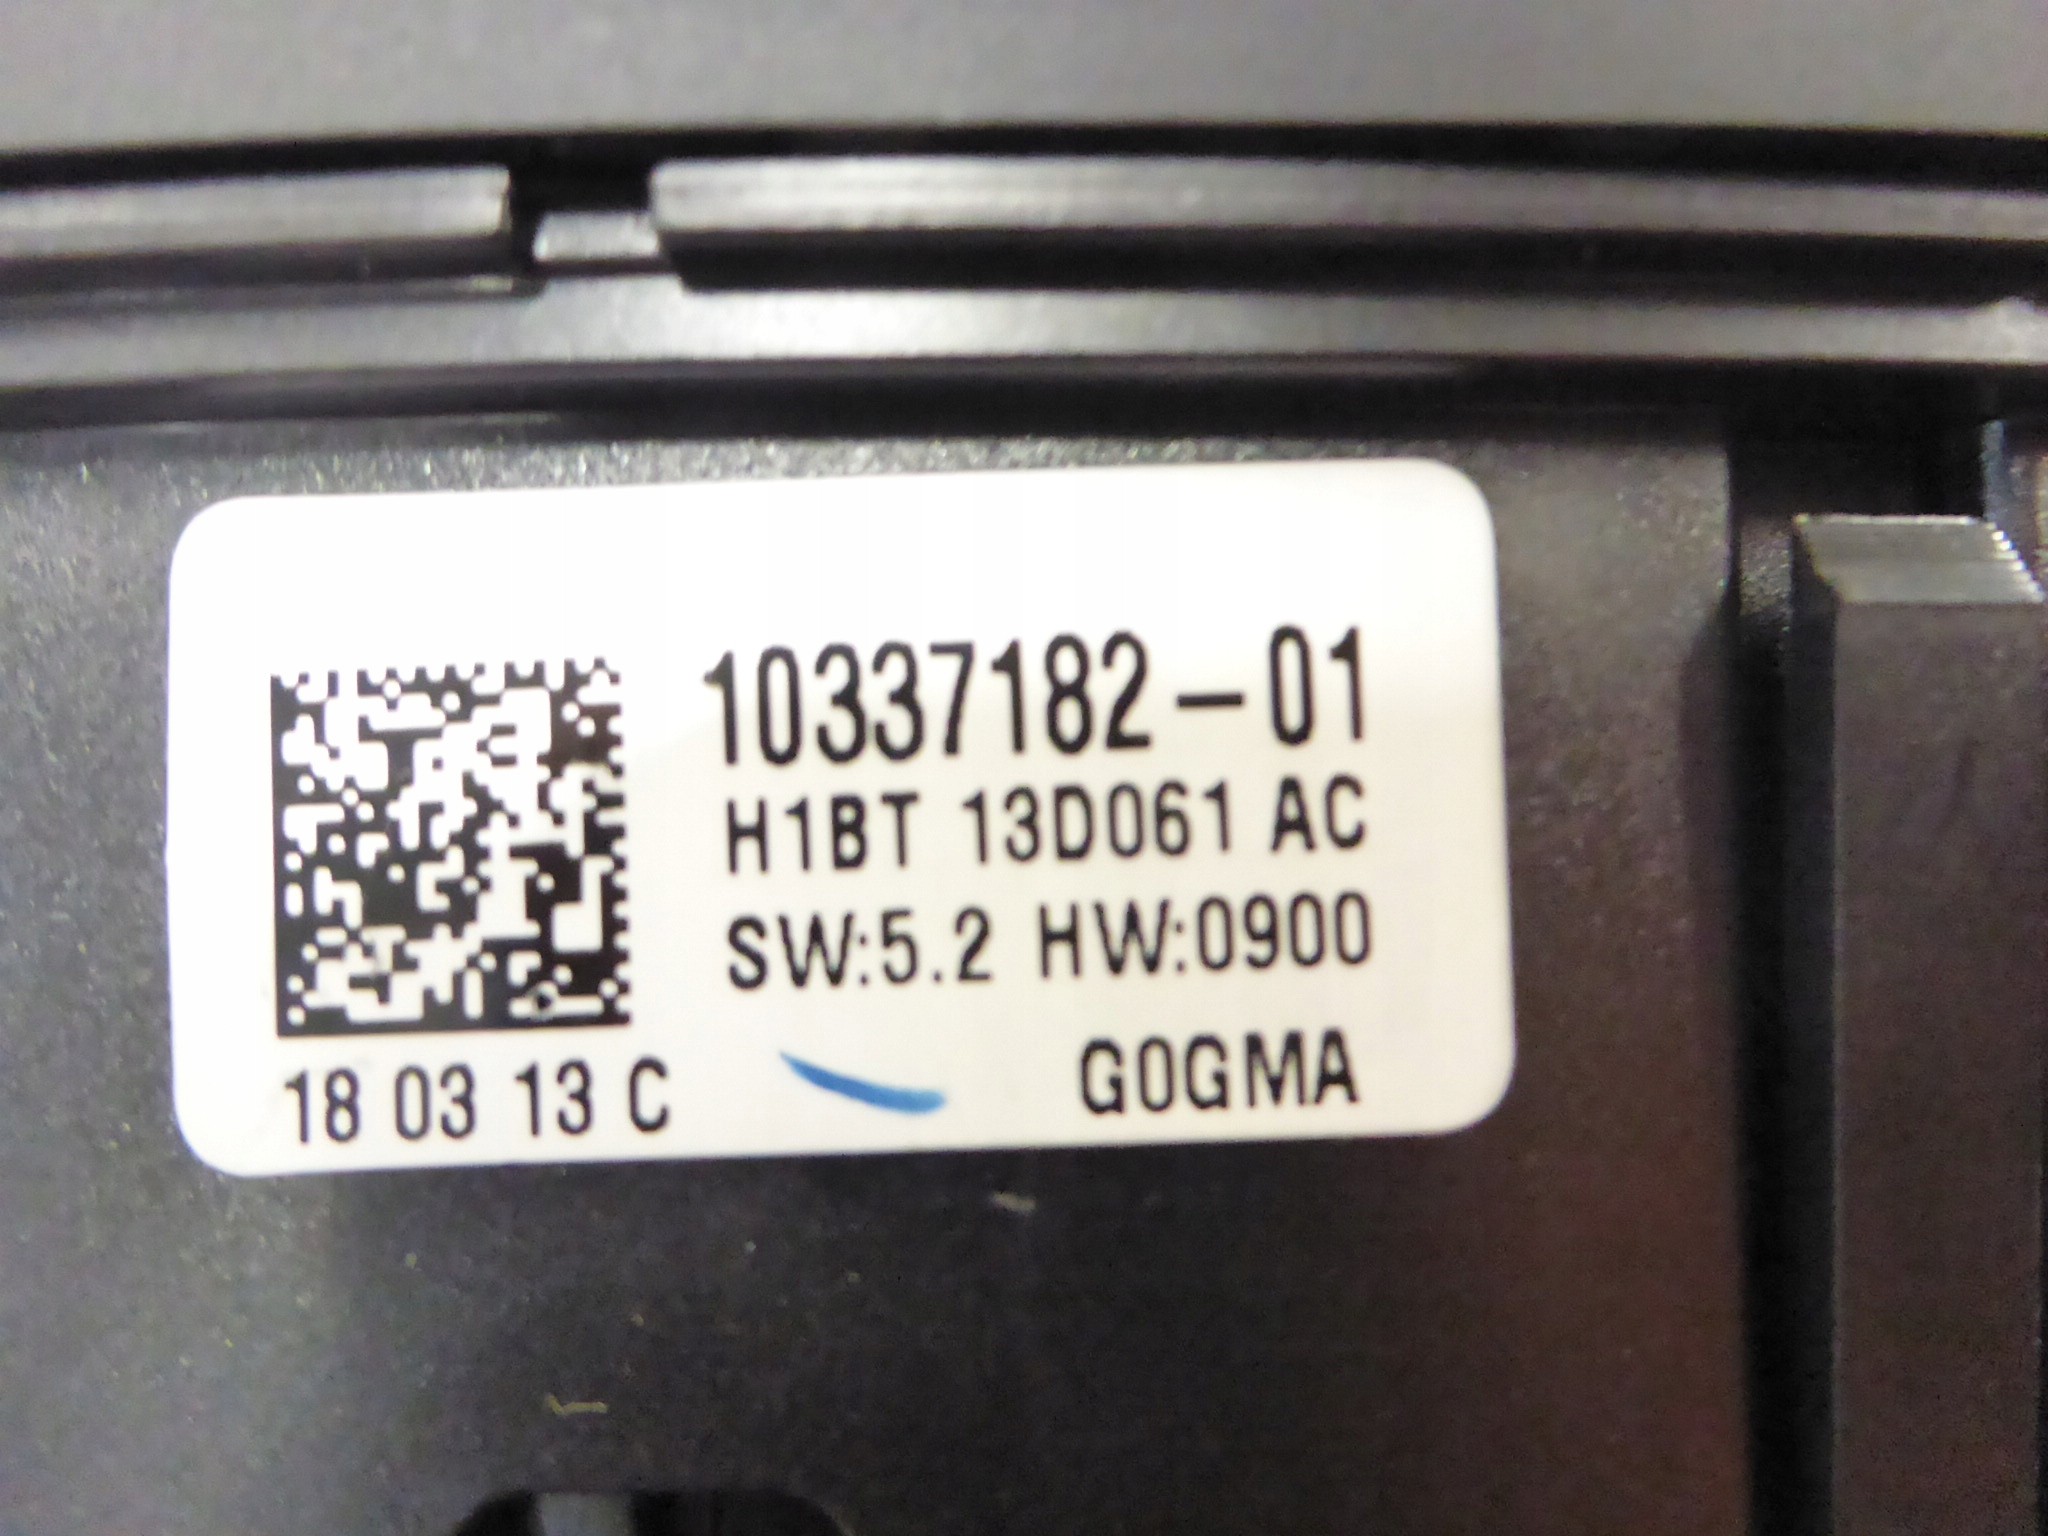 10337182-01
H1BT 13D061 AC
SW:5.2 HW:0900
18 03 13 C
G0GMA